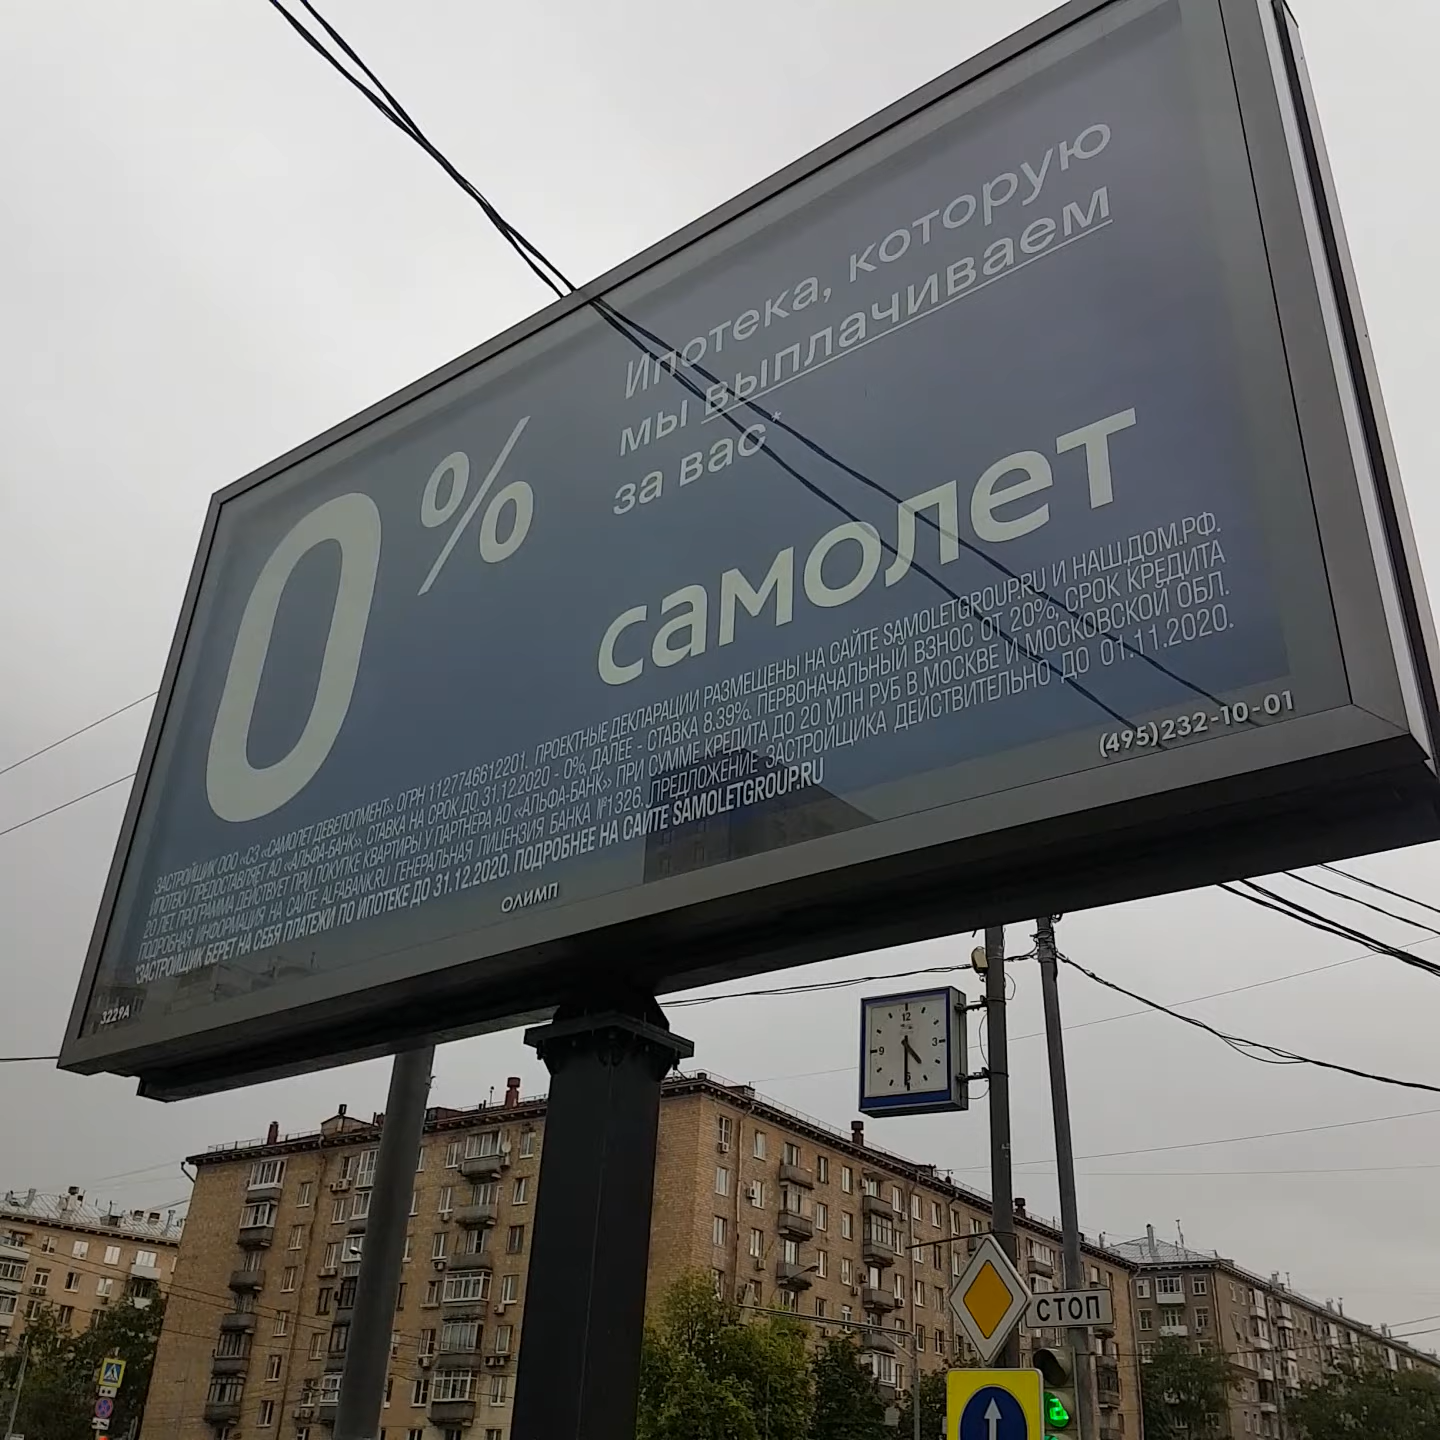 0%
Ипотека, которую
мы выплачиваем
за вас*
самолет
ЗАСТРОЙЩИК ООО «СЗ «САМОЛЕТ ДЕВЕЛОПМЕНТ» ОГРН 1127746612201. ПРОЕКТНЫЕ ДЕКЛАРАЦИИ РАЗМЕЩЕНЫ НА САЙТЕ SAMOLETGROUP.RU И НАШ.ДОМ.РФ.
ИПОТЕКУ ПРЕДОСТАВЛЯЕТ АО «АЛЬФА-БАНК». СТАВКА НА СРОК ДО 31.12.2020 - 0%, ДАЛЕЕ - СТАВКА 8.39%. ПЕРВОНАЧАЛЬНЫЙ ВЗНОС ОТ 20%, СРОК КРЕДИТА
20 ЛЕТ. ПРОГРАММА ДЕЙСТВУЕТ ПРИ ПОКУПКЕ КВАРТИРЫ У ПАРТНЕРА АО «АЛЬФА-БАНК» ПРИ СУММЕ КРЕДИТА ДО 20 МЛН РУБ В МОСКВЕ И МОСКОВСКОЙ ОБЛ.
ПОДРОБНАЯ ИНФОРМАЦИЯ НА САЙТЕ ALFABANK.RU ГЕНЕРАЛЬНАЯ ЛИЦЕНЗИЯ БАНКА №1326. ПРЕДЛОЖЕНИЕ ЗАСТРОЙЩИКА ДЕЙСТВИТЕЛЬНО ДО 01.11.2020.
*ЗАСТРОЙЩИК БЕРЕТ НА СЕБЯ ПЛАТЕЖИ ПО ИПОТЕКЕ ДО 31.12.2020. ПОДРОБНЕЕ НА САЙТЕ SAMOLETGROUP.RU
(495)232-10-01
ОЛИМП
3229А
12
9 3
6
СТОП